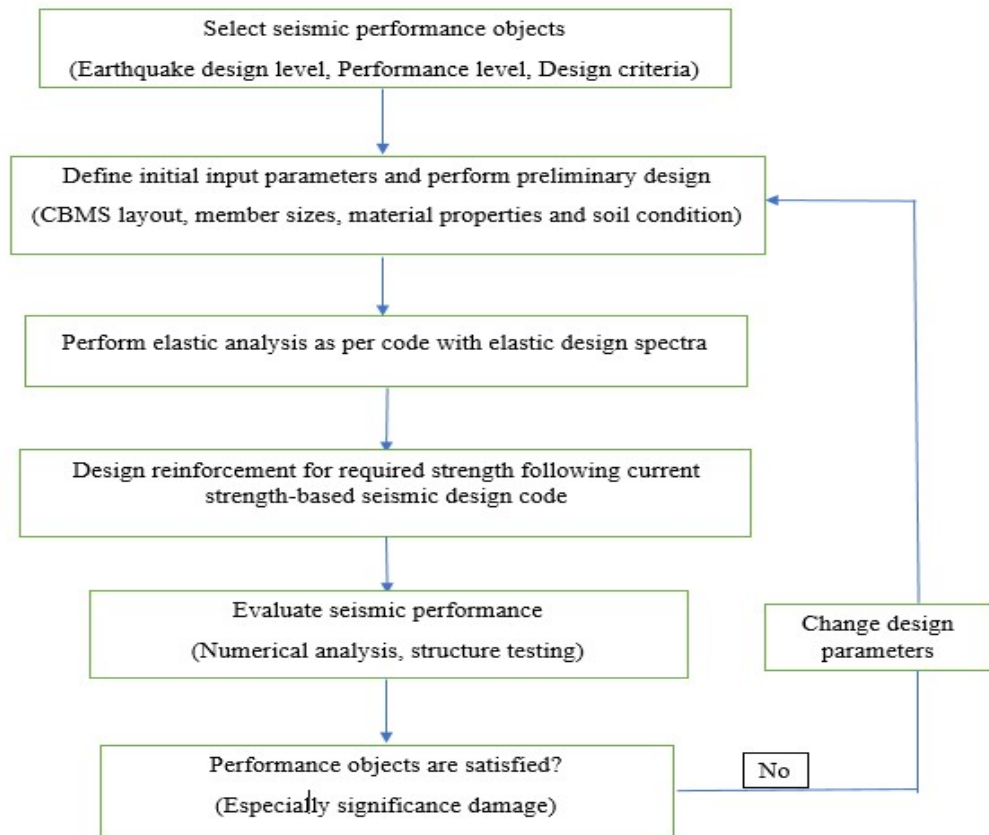 Select seismic performance objects
(Earthquake design level, Performance level, Design criteria)
Define initial input parameters and perform preliminary design
(CBMS layout, member sizes, material properties and soil condition)
Perform elastic analysis as per code with elastic design spectra
Design reinforcement for required strength following current
strength-based seismic design code
Evaluate seismic performance
(Numerical analysis, structure testing)
Change design
parameters
Performance objects are satisfied?
(Especially significance damage)
No